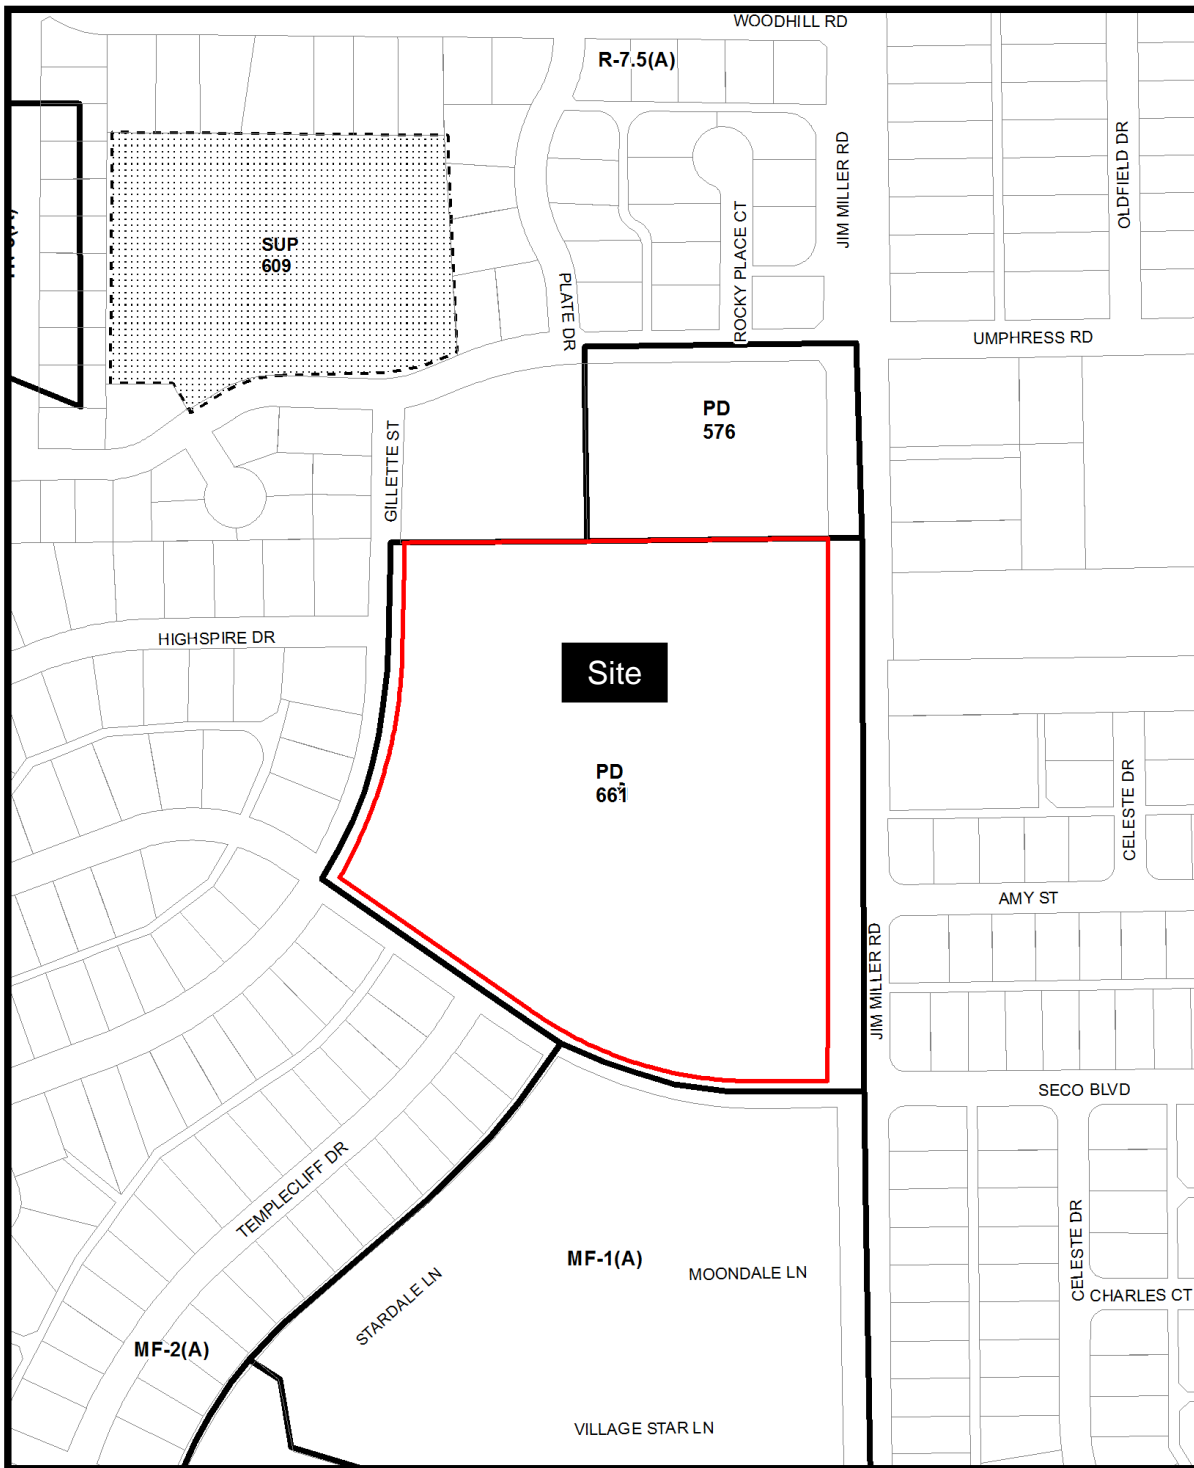 WOODHILL RD
R-7.5(A)
OLDFIELD DR
JIM MILLER RD
ROCKY PLACE CT
SUP
609
PLATE DR
UMPHRESS RD
PD
576
GILLETTE ST
HIGHSPIRE DR
Site
PD
661
CELESTE DR
AMY ST
JIM MILLER RD
SECO BLVD
TEMPLECLIFF DR
CELESTE DR
MF-1(A)
MOONDALE LN
CHARLES CT
STARDALE LN
MF-2(A)
VILLAGE STAR LN